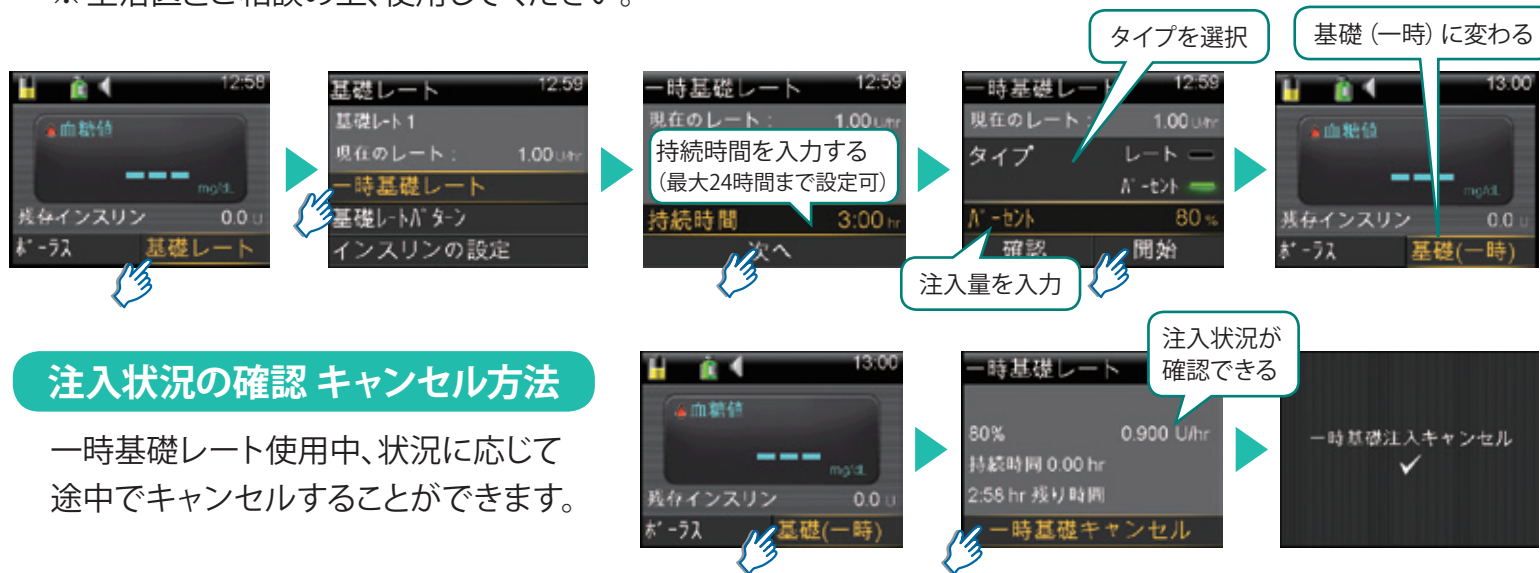 ※主治医とご相談の上、使用してください。
タイプを選択
基礎（一時）に変わる
12:58
血糖値
---
mg/dL
残存インスリン 0.0 U
ボーラス 基礎レート
基礎レート 12:59
基礎レート1
現在のレート： 1.00 U/hr
一時基礎レート
基礎レートパターン
インスリンの設定
一時基礎レート 12:59
現在のレート： 1.00 U/hr
持続時間を入力する
（最大24時間まで設定可）
持続時間 3:00 hr
次へ
一時基礎レート 12:59
現在のレート： 1.00 U/hr
タイプ レート
パーセント
パーセント 80 %
確認 開始
注入量を入力
13:00
血糖値
---
mg/dL
残存インスリン 0.0 U
ボーラス 基礎(一時)
注入状況の確認 キャンセル方法
一時基礎レート使用中、状況に応じて
途中でキャンセルすることができます。
13:00
血糖値
---
mg/dL
残存インスリン 0.0 U
ボーラス 基礎(一時)
注入状況が
確認できる
一時基礎レート
80% 0.900 U/hr
持続時間 0:00 hr
2:58 hr 残り時間
一時基礎キャンセル
一時基礎注入キャンセル